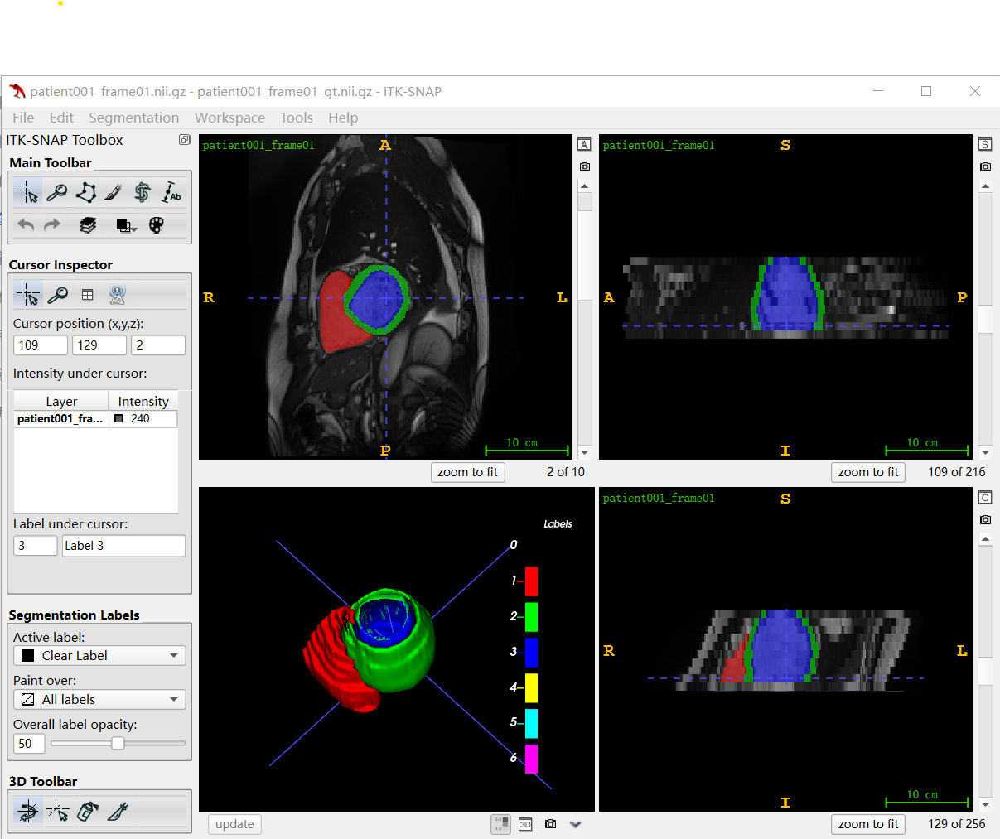 patient001_frame01.nii.gz - patient001_frame01_gt.nii.gz - ITK-SNAP
File Edit Segmentation Workspace Tools Help
ITK-SNAP Toolbox
Main Toolbar
Ab
Cursor Inspector
Cursor position (x,y,z):
109 129 2
Intensity under cursor:
Layer Intensity
patient001_fra... 240
Label under cursor:
3 Label 3
Segmentation Labels
Active label:
Clear Label
Paint over:
All labels
Overall label opacity:
50
3D Toolbar
patient001_frame01
A
A
R
L
P
10 cm
zoom to fit 2 of 10
patient001_frame01
S
S
A
P
I
10 cm
zoom to fit 109 of 216
Labels
0
1
2
3
4
5
6
update
3D
patient001_frame01
S
C
R
L
I
10 cm
zoom to fit 129 of 256